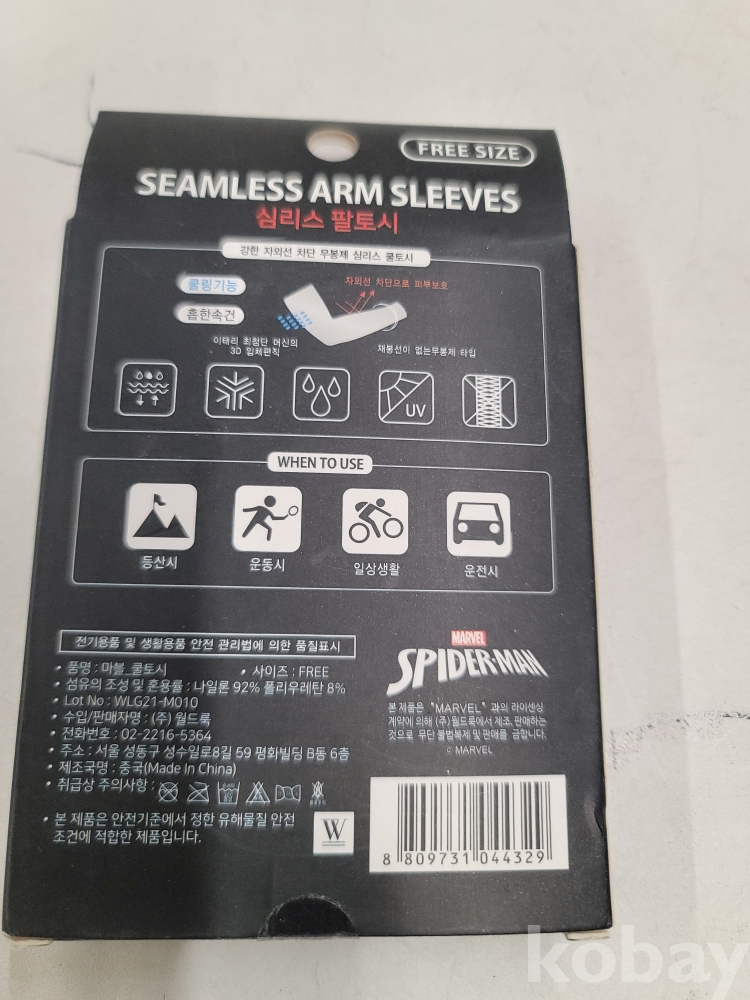 FREE SIZE
SEAMLESS ARM SLEEVES
심리스 팔토시
강한 자외선 차단 무봉제 심리스 쿨토시
쿨링기능
자외선 차단으로 피부보호
흡한속건
이태리 최첨단 머신의
3D 입체편직
재봉선이 없는무봉제 타입
UV
WHEN TO USE
등산시
운동시
일상생활
운전시
전기용품 및 생활용품 안전 관리법에 의한 품질표시
• 품명 : 마블_쿨토시
• 사이즈 : FREE
• 섬유의 조성 및 혼용률 : 나일론 92% 폴리우레탄 8%
• Lot No : WLG21-M010
• 수입/판매자명 : (주) 월드룩
• 전화번호 : 02-2216-5364
• 주소 : 서울 성동구 성수일로8길 59 평화빌딩 B동 6층
• 제조국명 : 중국(Made In China)
• 취급상 주의사항 :
• 본 제품은 안전기준에서 정한 유해물질 안전
조건에 적합한 제품입니다.
W
MARVEL
SPIDER-MAN
본 제품은 "MARVEL" 과의 라이센싱
계약에 의해 (주) 월드룩에서 제조, 판매하는
것으로 무단 불법복제 및 판매를 금합니다.
© MARVEL
8 809731 044329
kobay